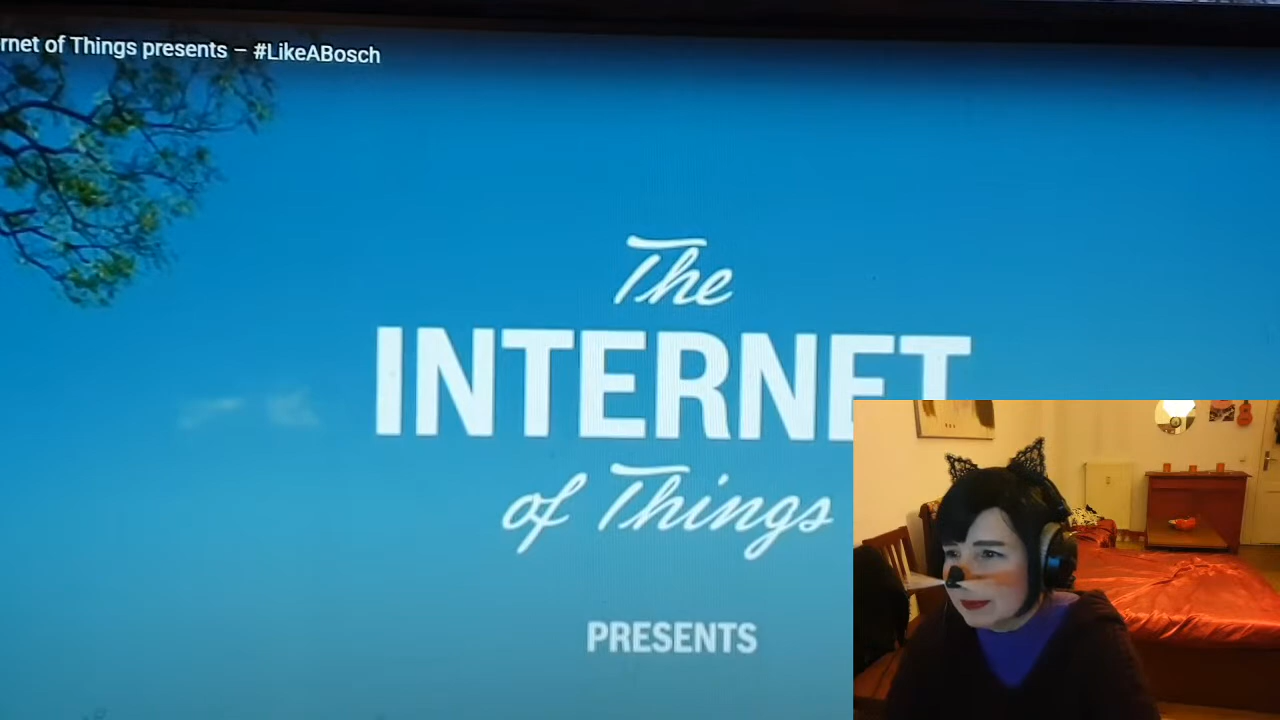 rnet of Things presents – #LikeABosch
The
INTERNET
of Things
PRESENTS